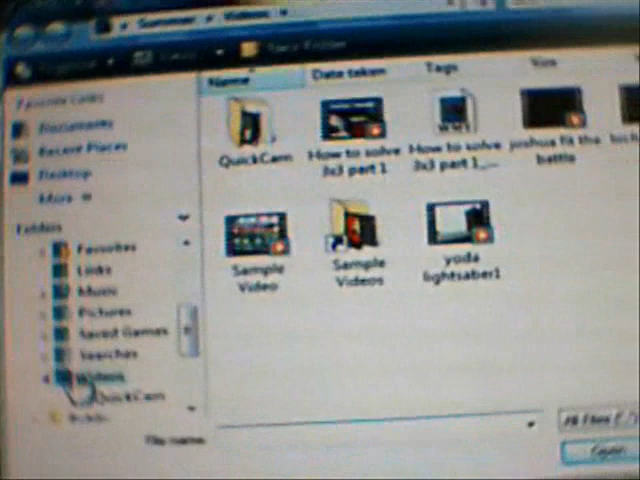 Summer Videos
New Folder
Name Date taken Tags Size
Favorite Links
Documents
Recent Places
Desktop
More
Folders
Favorites
Links
Music
Pictures
Saved Games
Searches
Videos
QuickCam
QuickCam
How to solve
3x3 part 1
How to solve
3x3 part 1_...
joshua fit the
battle
Sample
Video
Sample
Videos
yoda
lightsaber1
File name:
All Files
Open